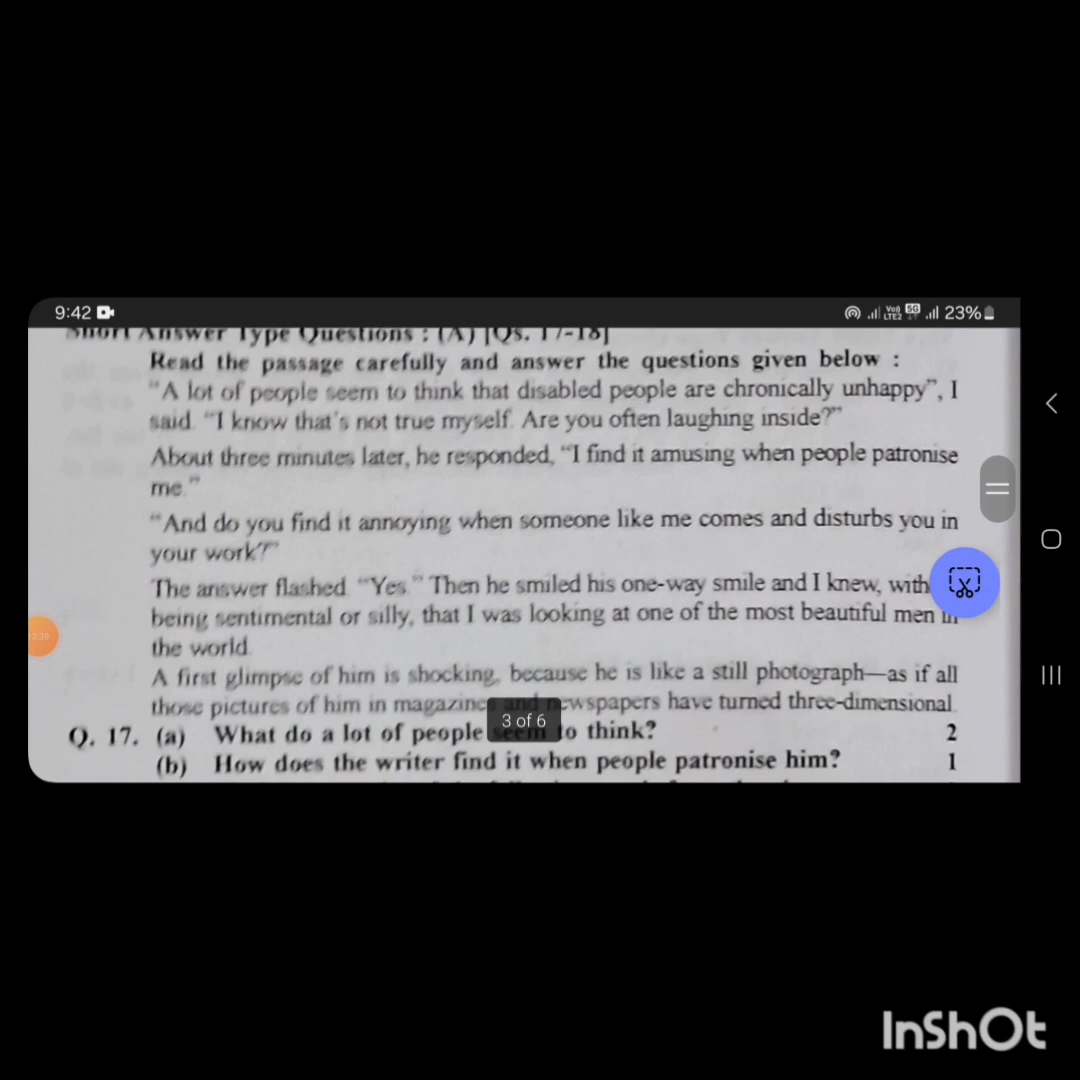 9:42
Vo) 5G
LTE2 23%
Short Answer Type Questions : (A) [Qs. 17-18]
Read the passage carefully and answer the questions given below :
"A lot of people seem to think that disabled people are chronically unhappy", I
said. "I know that's not true myself. Are you often laughing inside?"
About three minutes later, he responded, "I find it amusing when people patronise
me."
"And do you find it annoying when someone like me comes and disturbs you in
your work?"
The answer flashed. "Yes." Then he smiled his one-way smile and I knew, with
being sentimental or silly, that I was looking at one of the most beautiful men in
12:39
the world.
A first glimpse of him is shocking, because he is like a still photograph—as if all
those pictures of him in magazines and newspapers have turned three-dimensional.
3 of 6
Q. 17. (a) What do a lot of people seem to think? 2
(b) How does the writer find it when people patronise him? 1
InShOt